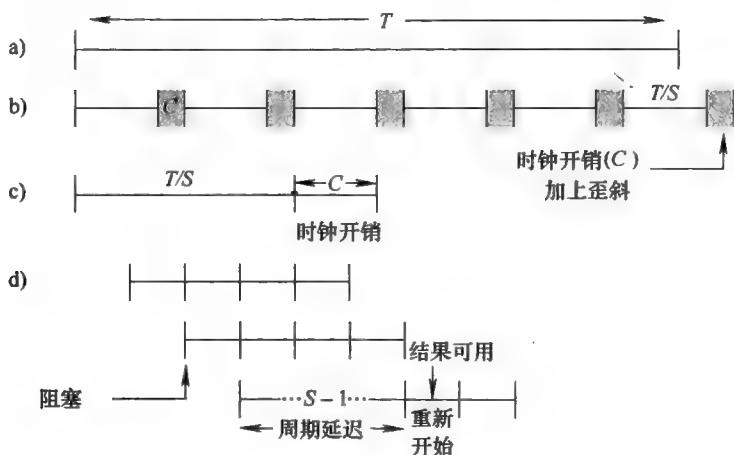 T
a)
b)
C
T/S
时钟开销(C)
加上歪斜
c)
T/S
C
时钟开销
d)
结果可用
阻塞
…S-1…
周期延迟
重新
开始